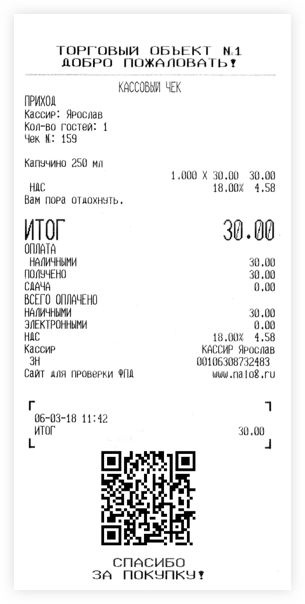 ТОРГОВЫЙ ОБЪЕКТ №1
ДОБРО ПОЖАЛОВАТЬ!
КАССОВЫЙ ЧЕК
ПРИХОД
Кассир: Ярослав
Кол-во гостей: 1
Чек №: 159
Капучино 250 мл
1.000 X 30.00 30.00
НДС 18.00% 4.58
Вам пора отдохнуть.
ИТОГ 30.00
ОПЛАТА
НАЛИЧНЫМИ 30.00
ПОЛУЧЕНО 30.00
СДАЧА 0.00
ВСЕГО ОПЛАЧЕНО
НАЛИЧНЫМИ 30.00
ЭЛЕКТРОННЫМИ 0.00
НДС 18.00% 4.58
Кассир КАССИР Ярослав
ЗН 00106308732483
Сайт для проверки ФПД www.nalog.ru
06-03-18 11:42
ИТОГ 30.00
СПАСИБО
ЗА ПОКУПКУ!